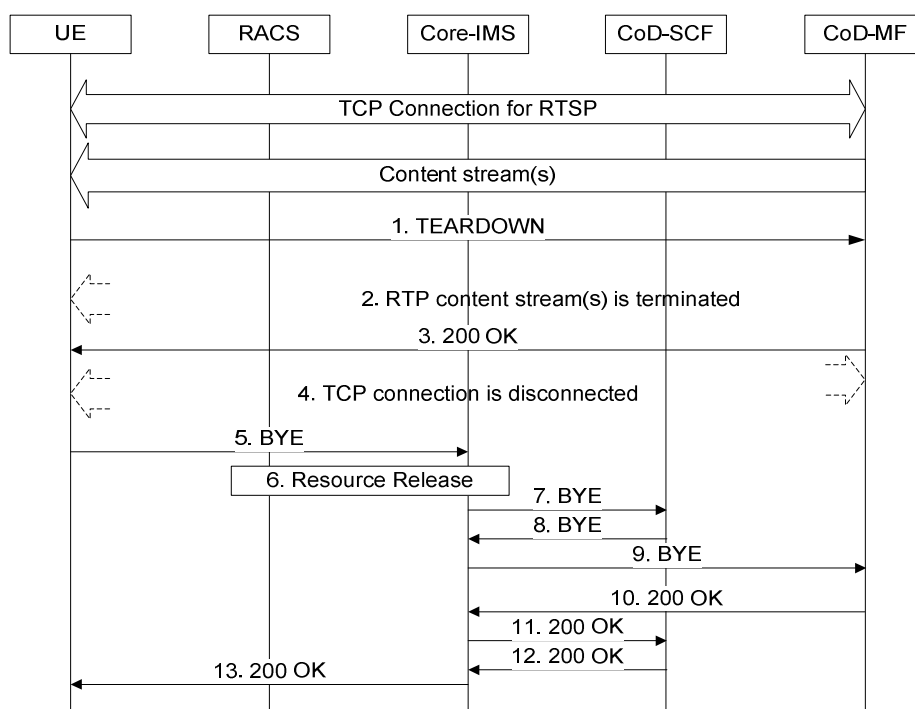 UE
RACS
Core-IMS
CoD-SCF
CoD-MF
TCP Connection for RTSP
Content stream(s)
1. TEARDOWN
2. RTP content stream(s) is terminated
3. 200 OK
4. TCP connection is disconnected
5. BYE
6. Resource Release
7. BYE
8. BYE
9. BYE
10. 200 OK
11. 200 OK
12. 200 OK
13. 200 OK